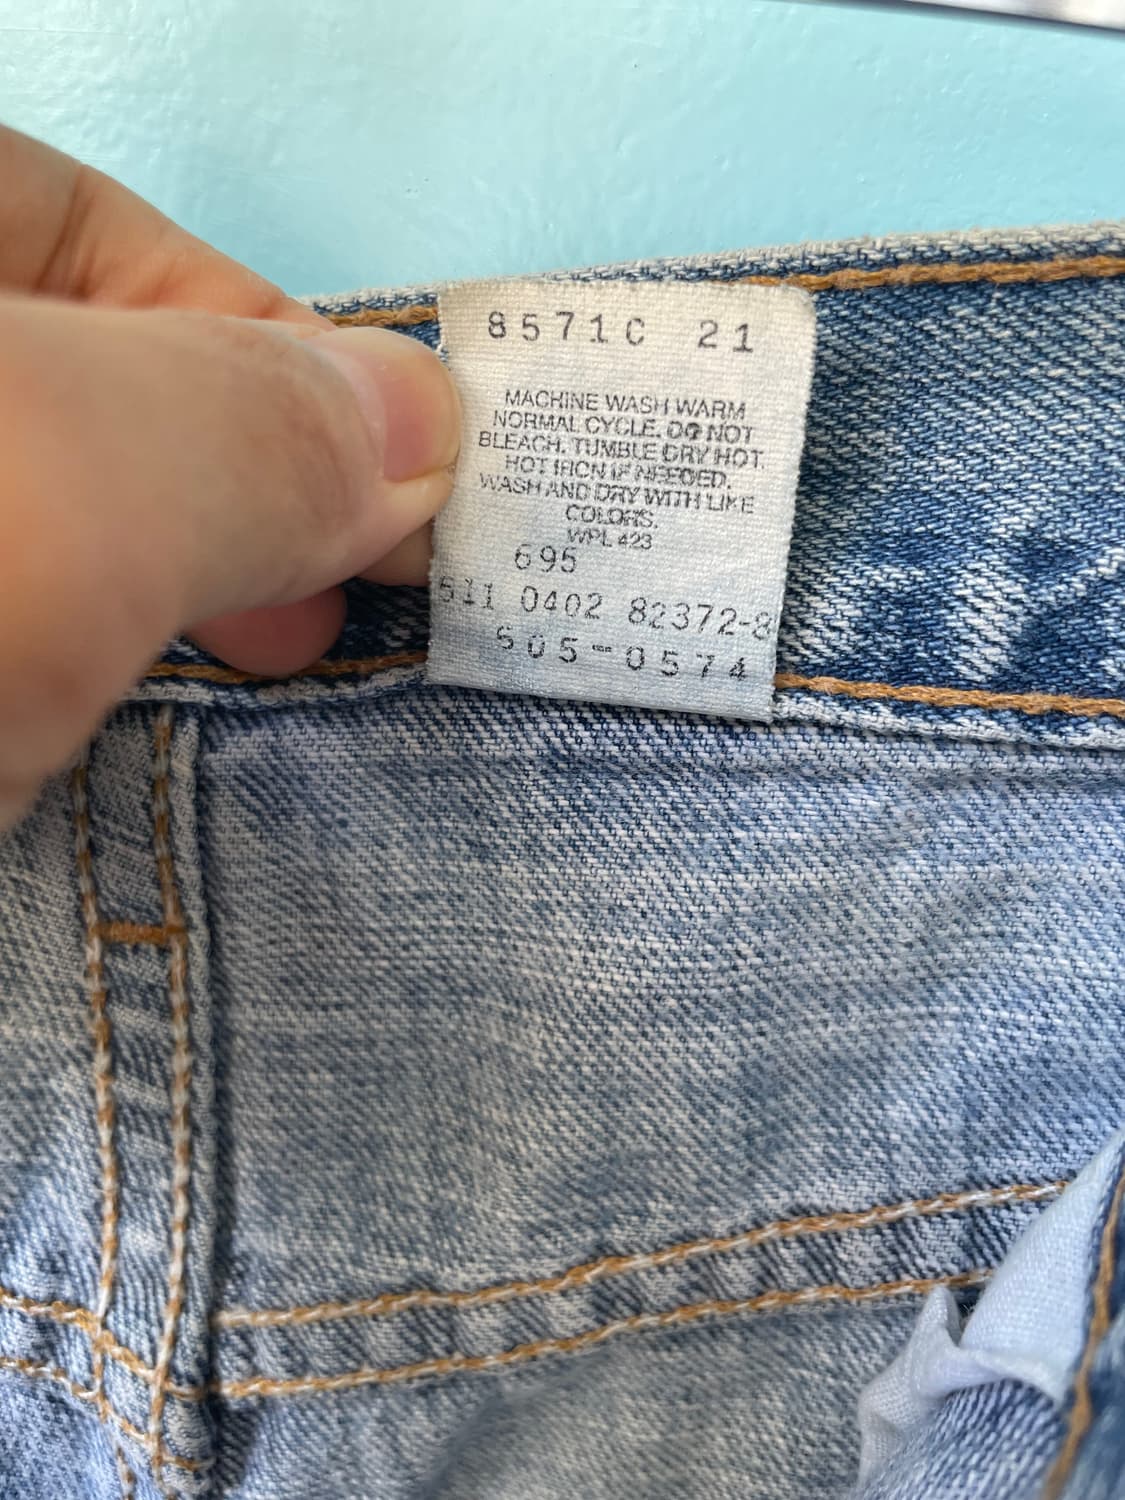 8571C 21
MACHINE WASH WARM
NORMAL CYCLE. DO NOT
BLEACH. TUMBLE DRY HOT.
HOT IRON IF NEEDED.
WASH AND DRY WITH LIKE
COLORS.
WPL 423
695
511 0402 82372-8
505-0574